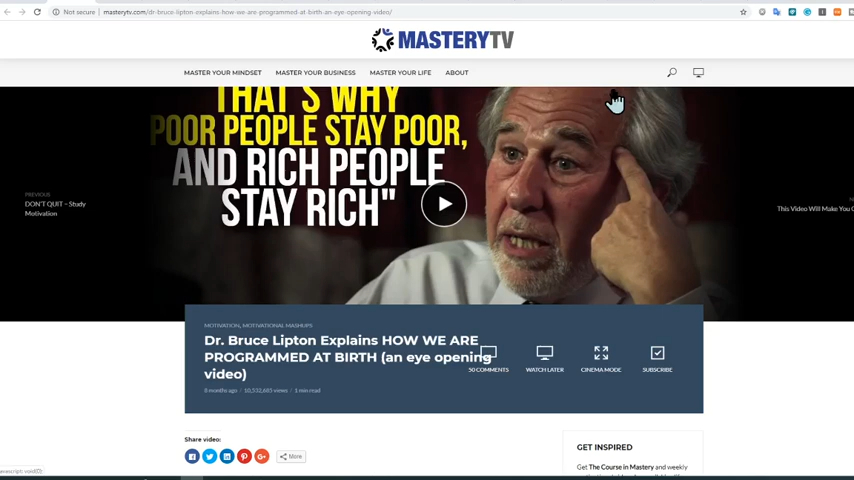 Not secure | masterytv.com/dr-bruce-lipton-explains-how-we-are-programmed-at-birth-an-eye-opening-video/
MASTERYTV
MASTER YOUR MINDSET MASTER YOUR BUSINESS MASTER YOUR LIFE ABOUT
THAT'S WHY
POOR PEOPLE STAY POOR,
AND RICH PEOPLE
STAY RICH"
PREVIOUS
DON'T QUIT – Study
Motivation
This Video Will Make You
MOTIVATION, MOTIVATIONAL MASHUPS
Dr. Bruce Lipton Explains HOW WE ARE
PROGRAMMED AT BIRTH (an eye opening
video)
50 COMMENTS WATCH LATER CINEMA MODE SUBSCRIBE
8 months ago / 10,532,685 views / 1 min read
Share video:
More
GET INSPIRED
Get The Course in Mastery and weekly